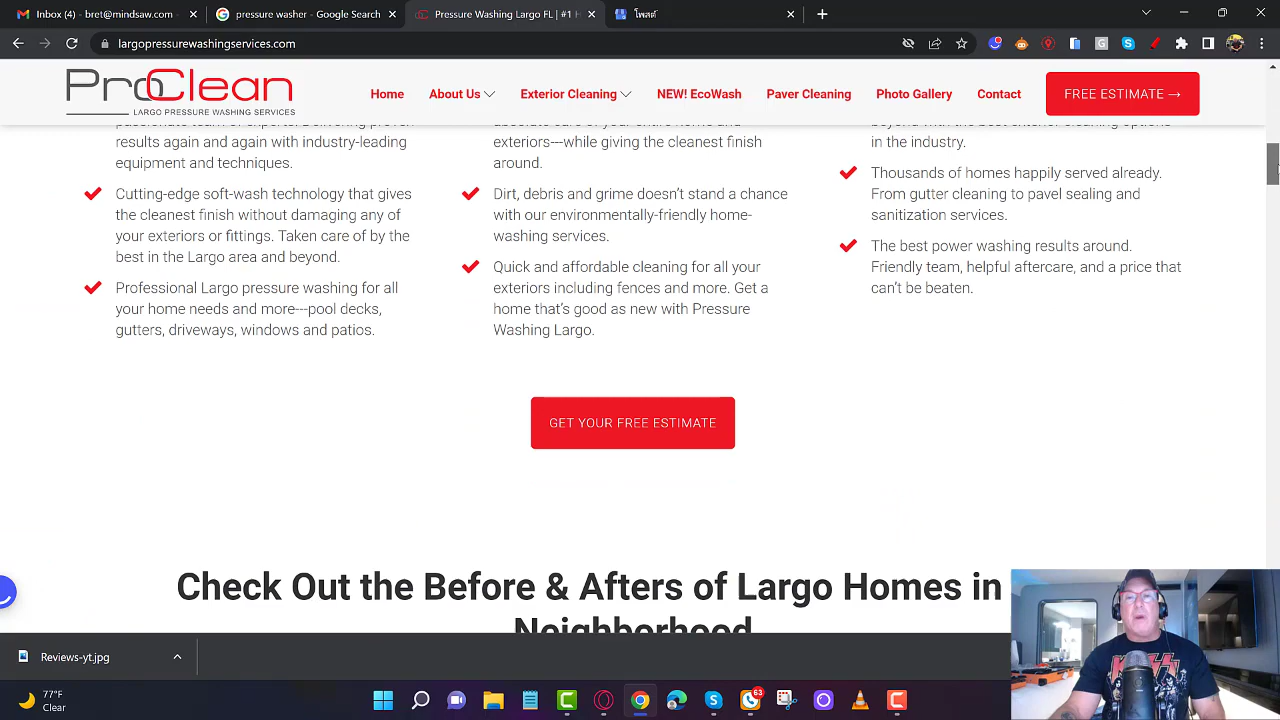 Inbox (4) - bret@mindsaw.com
pressure washer - Google Search
Pressure Washing Largo FL | #1 H
โพสต์
largopressurewashingservices.com
ProClean
LARGO PRESSURE WASHING SERVICES
Home
About Us
Exterior Cleaning
NEW! EcoWash
Paver Cleaning
Photo Gallery
Contact
FREE ESTIMATE →
results again and again with industry-leading
equipment and techniques.
Cutting-edge soft-wash technology that gives
the cleanest finish without damaging any of
your exteriors or fittings. Taken care of by the
best in the Largo area and beyond.
Professional Largo pressure washing for all
your home needs and more---pool decks,
gutters, driveways, windows and patios.
exteriors---while giving the cleanest finish
around.
Dirt, debris and grime doesn't stand a chance
with our environmentally-friendly home-
washing services.
Quick and affordable cleaning for all your
exteriors including fences and more. Get a
home that's good as new with Pressure
Washing Largo.
in the industry.
Thousands of homes happily served already.
From gutter cleaning to pavel sealing and
sanitization services.
The best power washing results around.
Friendly team, helpful aftercare, and a price that
can't be beaten.
GET YOUR FREE ESTIMATE
Check Out the Before & Afters of Largo Homes in
Neighborhood
Reviews-yt.jpg
77°F
Clear
63
KISS